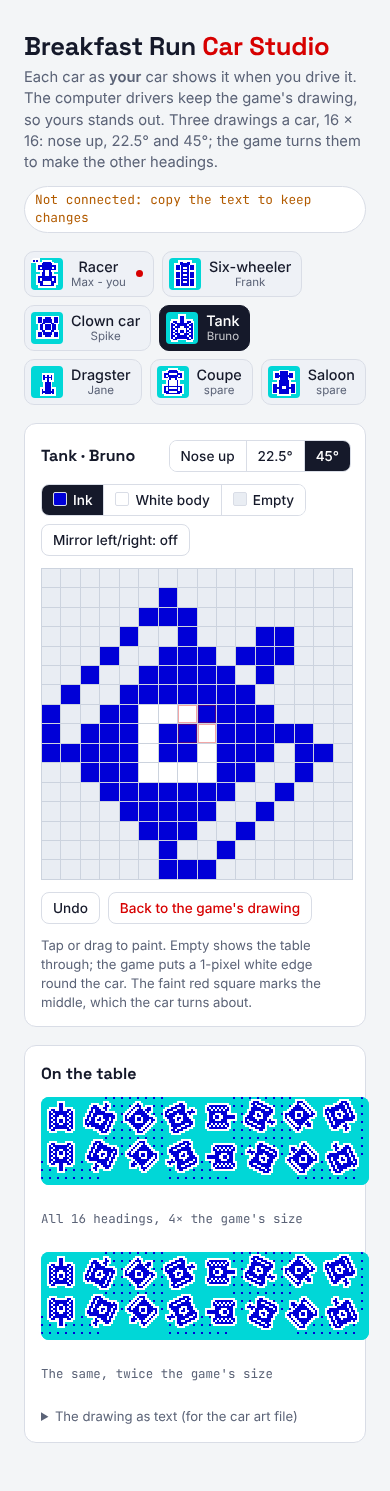 Breakfast Run Car Studio
Each car as your car shows it when you drive it.
The computer drivers keep the game's drawing,
so yours stands out. Three drawings a car, 16 ×
16: nose up, 22.5° and 45°; the game turns them
to make the other headings.
Not connected: copy the text to keep
changes
Racer
Max - you
Six-wheeler
Frank
Clown car
Spike
Tank
Bruno
Dragster
Jane
Coupe
spare
Saloon
spare
Tank · Bruno
Nose up
22.5°
45°
Ink
White body
Empty
Mirror left/right: off
Undo
Back to the game's drawing
Tap or drag to paint. Empty shows the table
through; the game puts a 1-pixel white edge
round the car. The faint red square marks the
middle, which the car turns about.
On the table
All 16 headings, 4× the game's size
The same, twice the game's size
The drawing as text (for the car art file)